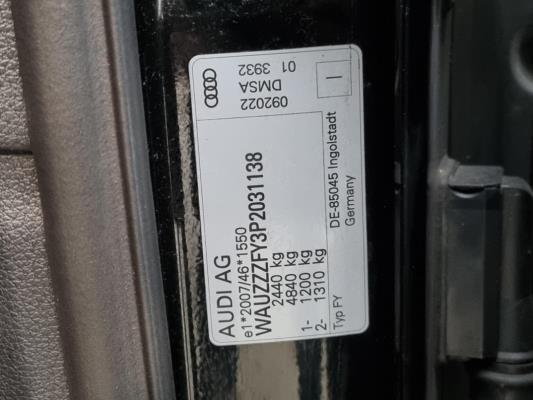 AUDI AG
e1*2007/46*1550
WAUZZZFY3P2031138
2440 kg
4840 kg
1- 1200 kg
2- 1310 kg
Typ FY
DE-85045 Ingolstadt
Germany
092022
DMSA
01 3932
I